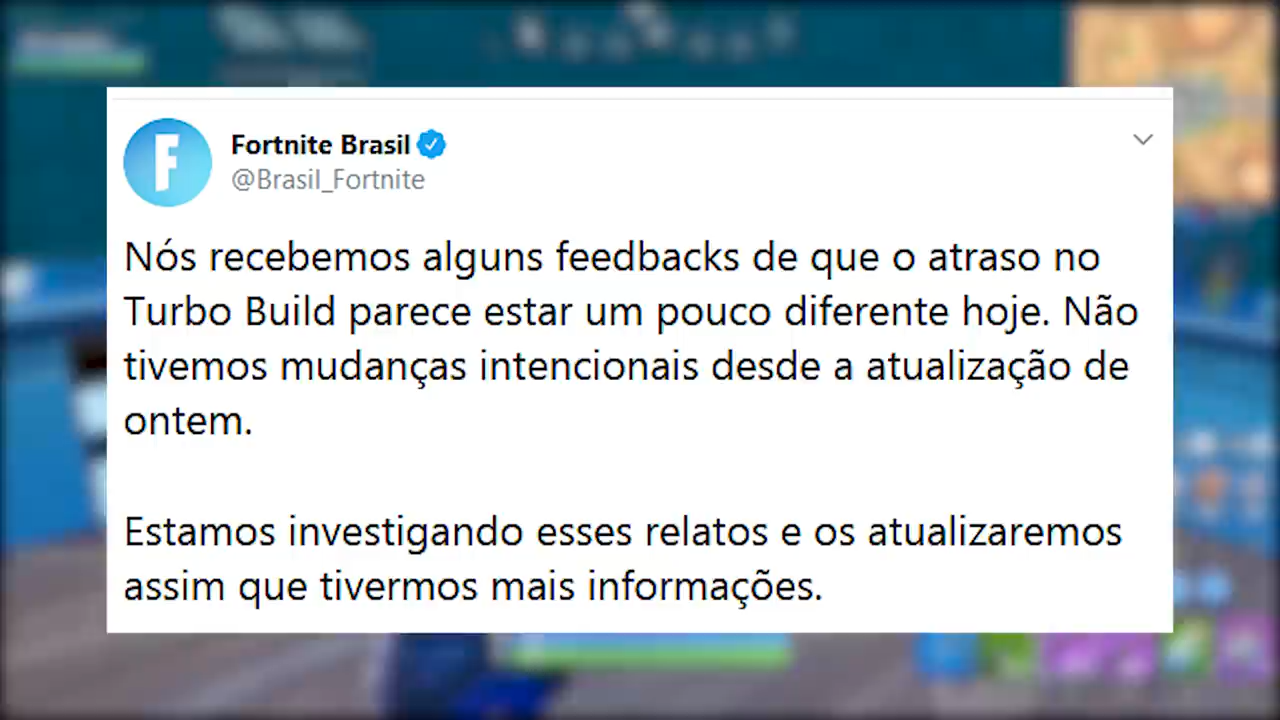 Fortnite Brasil
@Brasil_Fortnite
Nós recebemos alguns feedbacks de que o atraso no
Turbo Build parece estar um pouco diferente hoje. Não
tivemos mudanças intencionais desde a atualização de
ontem.
Estamos investigando esses relatos e os atualizaremos
assim que tivermos mais informações.